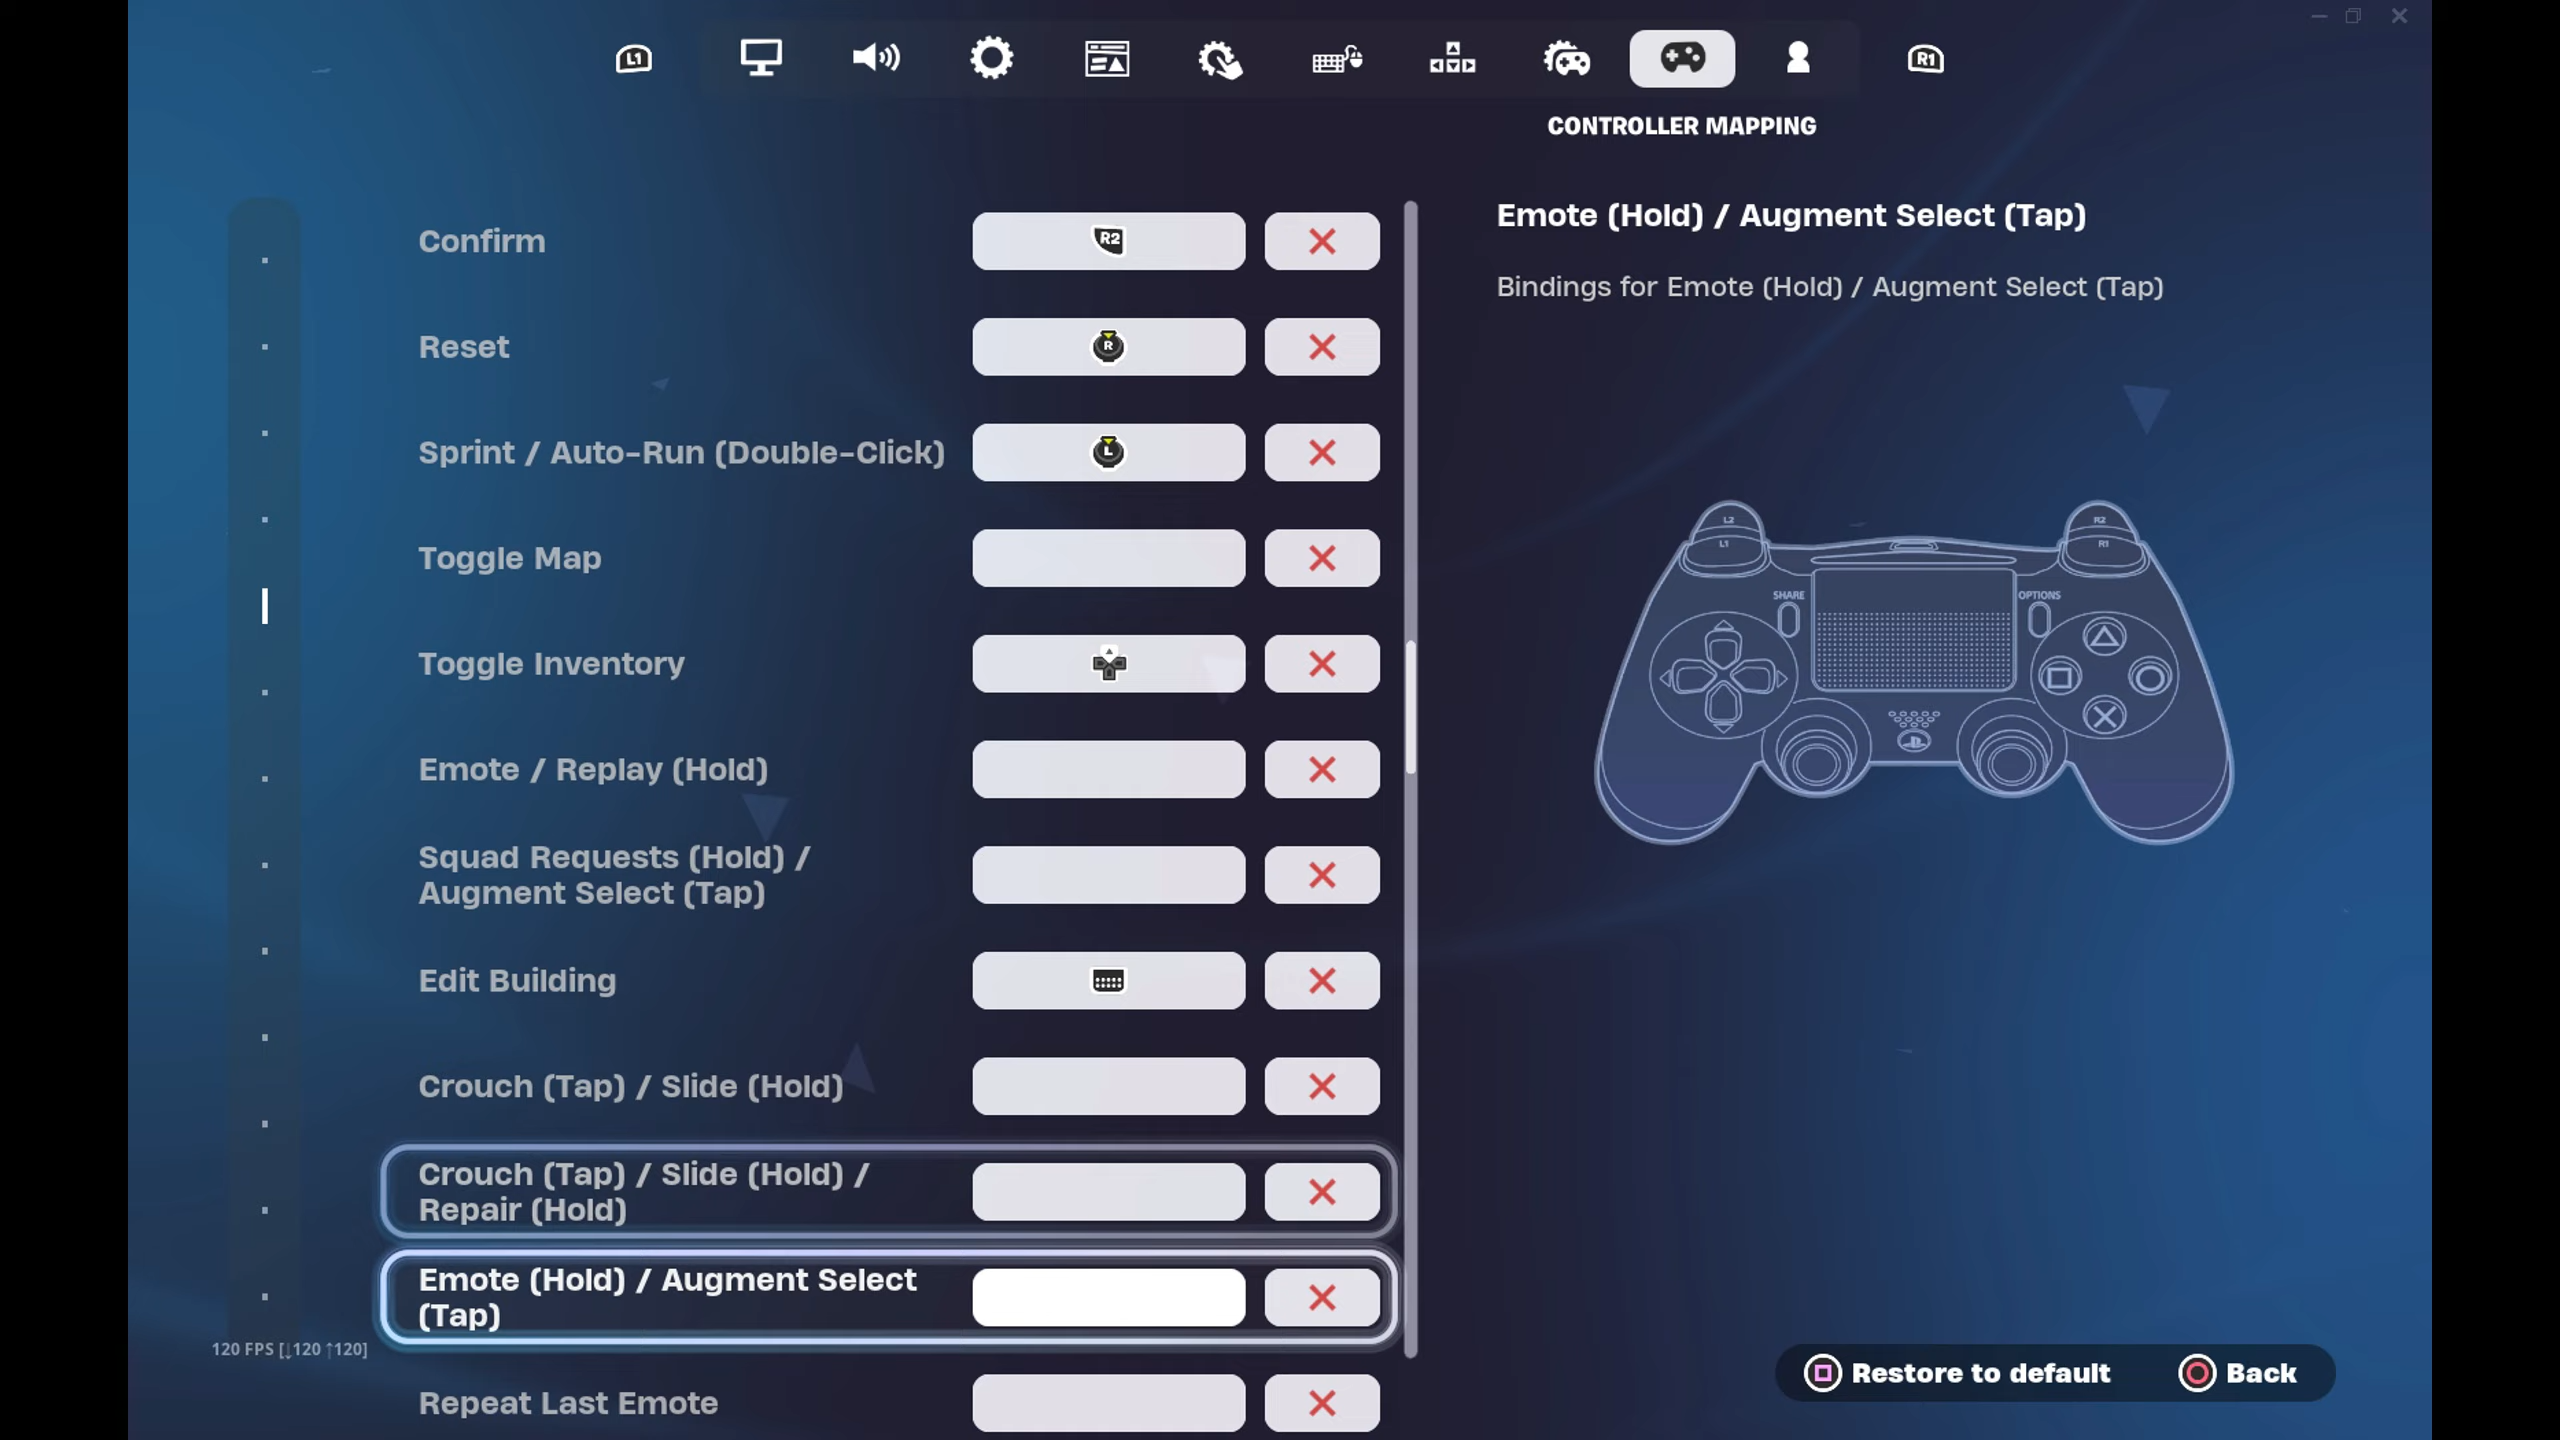 L1
R1
CONTROLLER MAPPING
Confirm
R2
Reset
R
Sprint / Auto-Run (Double-Click)
L
Toggle Map
Toggle Inventory
Emote / Replay (Hold)
Squad Requests (Hold) /
Augment Select (Tap)
Edit Building
Crouch (Tap) / Slide (Hold)
Crouch (Tap) / Slide (Hold) /
Repair (Hold)
Emote (Hold) / Augment Select
(Tap)
Repeat Last Emote
120 FPS [↓120 ↑120]
Emote (Hold) / Augment Select (Tap)
Bindings for Emote (Hold) / Augment Select (Tap)
L2
R2
L1
R1
SHARE
OPTIONS
Restore to default
Back